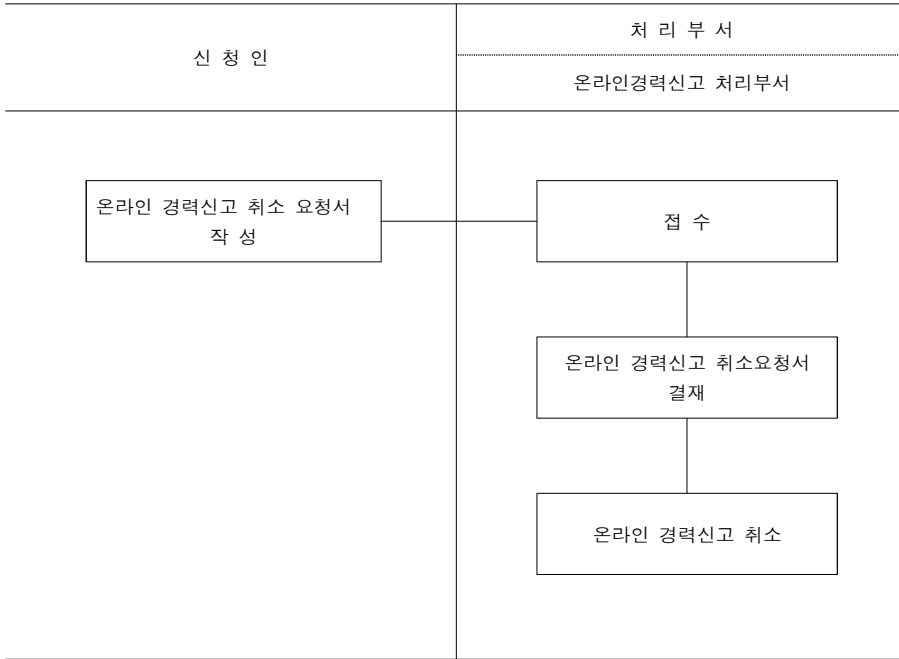 신 청 인
처 리 부 서
온라인경력신고 처리부서
온라인 경력신고 취소 요청서
작 성
접 수
온라인 경력신고 취소요청서
결재
온라인 경력신고 취소